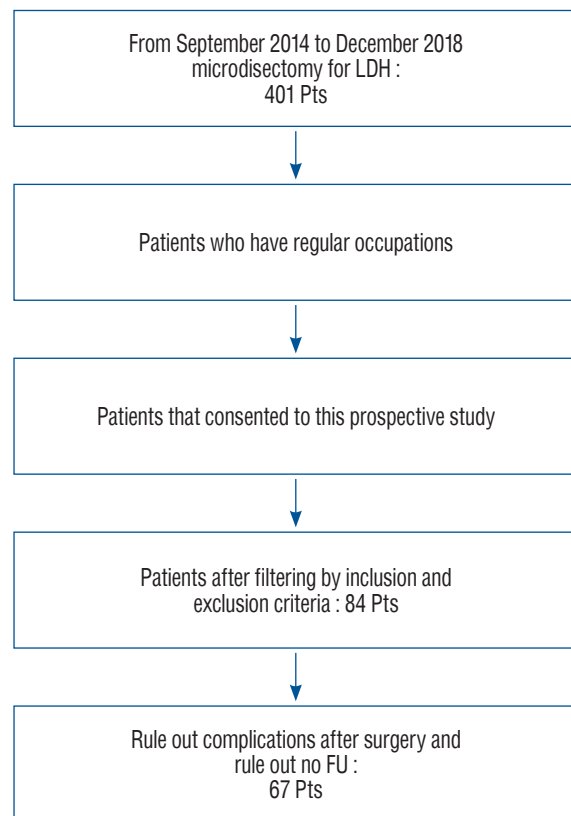 From September 2014 to December 2018
microdisectomy for LDH :
401 Pts
Patients who have regular occupations
Patients that consented to this prospective study
Patients after filtering by inclusion and
exclusion criteria : 84 Pts
Rule out complications after surgery and
rule out no FU :
67 Pts